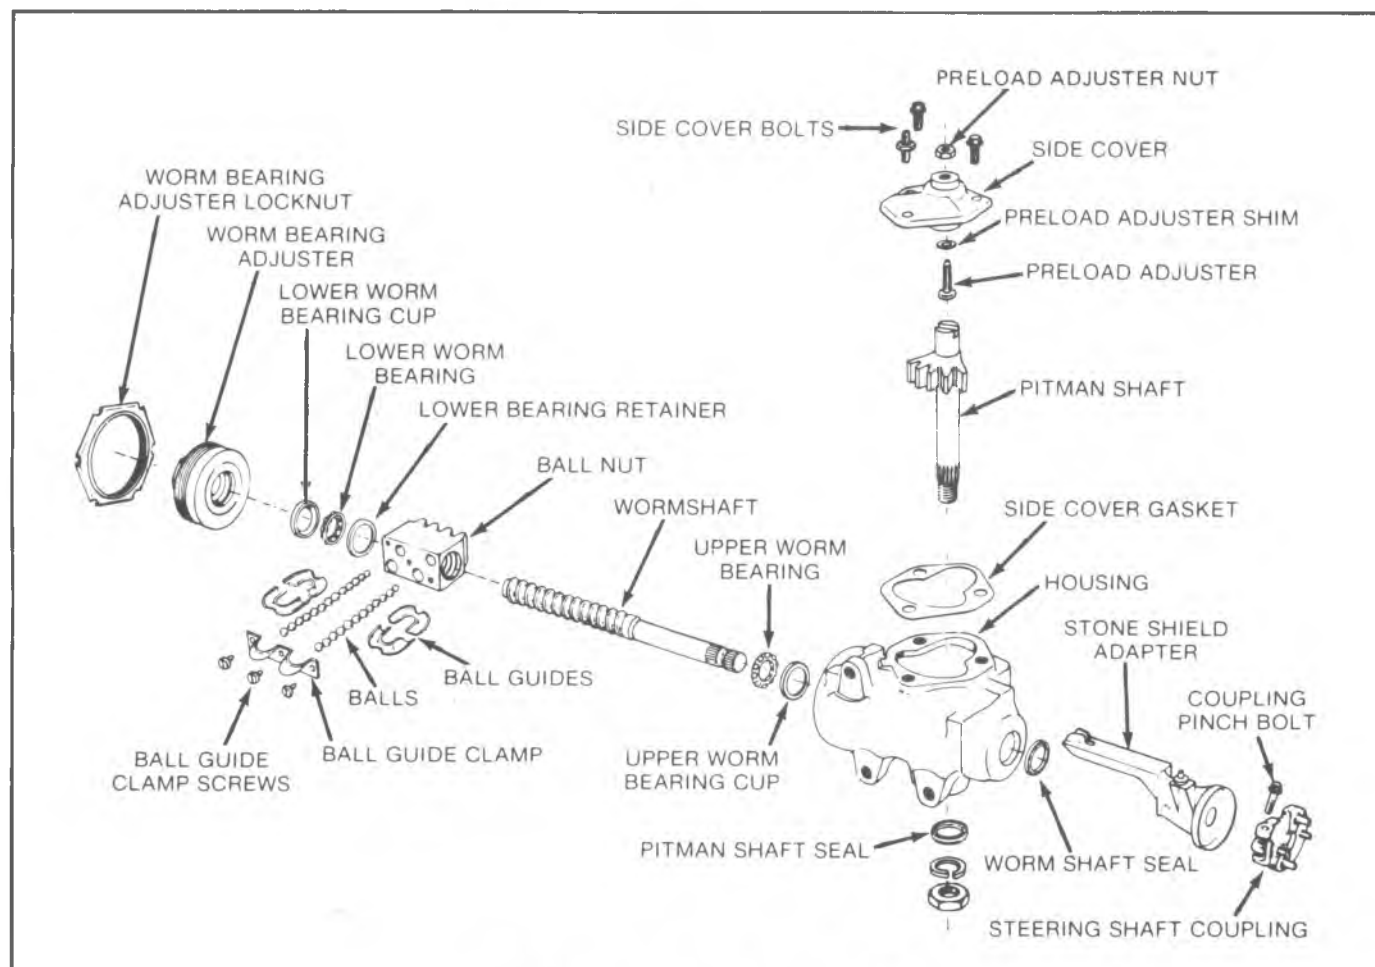 PRELOAD ADJUSTER NUT
SIDE COVER BOLTS
SIDE COVER
WORM BEARING
ADJUSTER LOCKNUT
PRELOAD ADJUSTER SHIM
WORM BEARING
ADJUSTER
PRELOAD ADJUSTER
LOWER WORM
BEARING CUP
LOWER WORM
BEARING
PITMAN SHAFT
LOWER BEARING RETAINER
BALL NUT
WORMSHAFT
SIDE COVER GASKET
UPPER WORM
BEARING
HOUSING
STONE SHIELD
ADAPTER
BALL GUIDES
BALLS
COUPLING
PINCH BOLT
BALL GUIDE
CLAMP SCREWS
BALL GUIDE CLAMP
UPPER WORM
BEARING CUP
PITMAN SHAFT SEAL
WORM SHAFT SEAL
STEERING SHAFT COUPLING